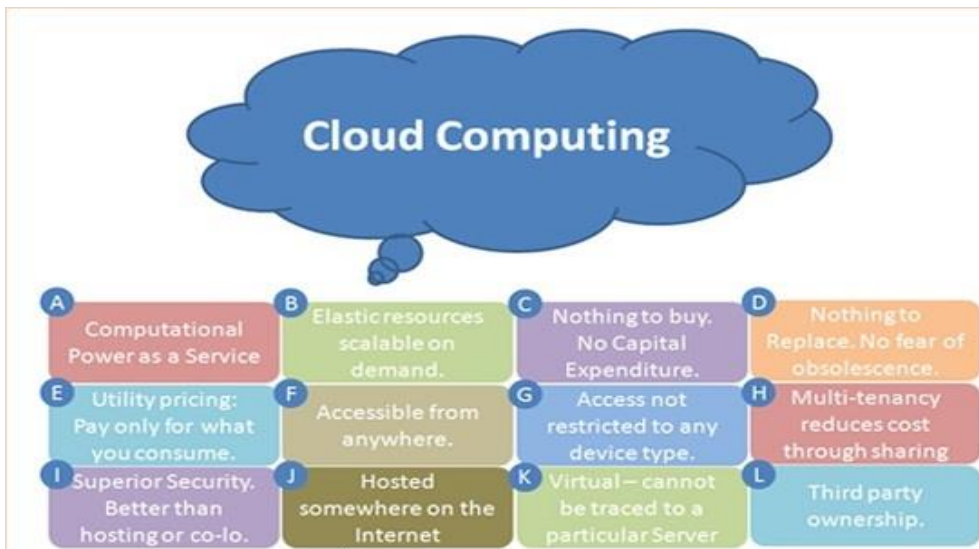 Cloud Computing
A
Computational
Power as a Service
B
Elastic resources
scalable on
demand.
C
Nothing to buy.
No Capital
Expenditure.
D
Nothing to
Replace. No fear of
obsolescence.
E
Utility pricing:
Pay only for what
you consume.
F
Accessible from
anywhere.
G
Access not
restricted to any
device type.
H
Multi-tenancy
reduces cost
through sharing
I
Superior Security.
Better than
hosting or co-lo.
J
Hosted
somewhere on the
Internet
K
Virtual – cannot
be traced to a
particular Server
L
Third party
ownership.